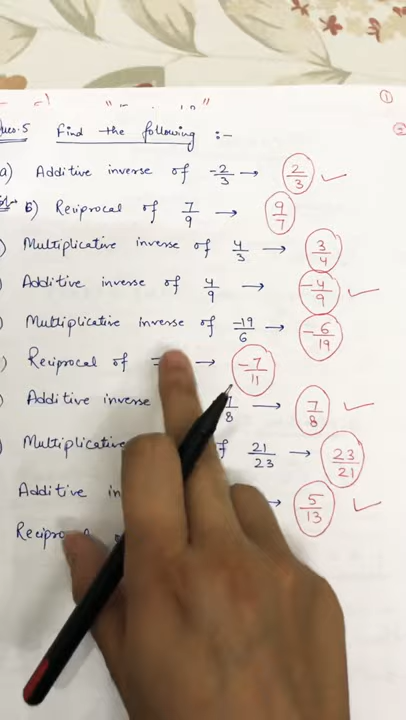 Ques.5 Find the following :-
a) Additive inverse of -2/3 → 2/3 ✓
b) Reciprocal of 7/9 → 9/7
) Multiplicative inverse of 4/3 → 3/4
) Additive inverse of 4/9 → -4/9 ✓
) Multiplicative inverse of -19/6 → -6/19
) Reciprocal of → -7/11
) Additive inverse /8 → 7/8 ✓
) Multiplicative of 21/23 → 23/21
Additive in → 5/13 ✓
Recipro